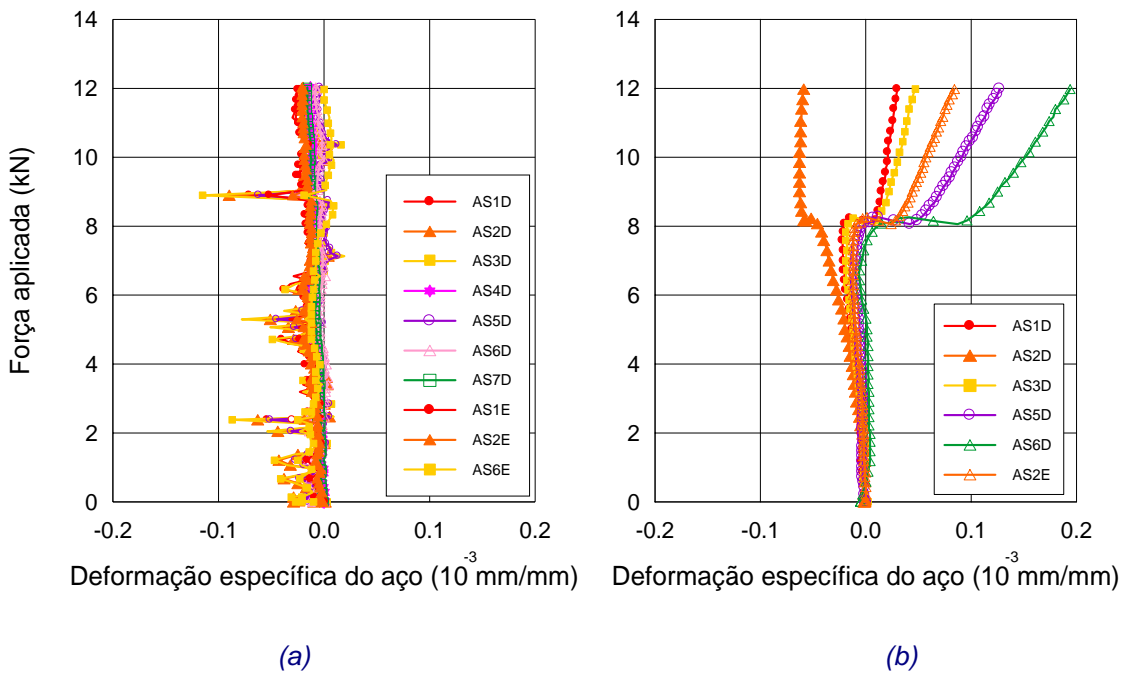 Força aplicada (kN)
14
12
10
8
6
4
2
0
-0.2
-0.1
0.0
0.1
0.2
AS1D
AS2D
AS3D
AS4D
AS5D
AS6D
AS7D
AS1E
AS2E
AS6E
Deformação específica do aço (10-3 mm/mm)
(a)
14
12
10
8
6
4
2
0
-0.2
-0.1
0.0
0.1
0.2
AS1D
AS2D
AS3D
AS5D
AS6D
AS2E
Deformação específica do aço (10-3 mm/mm)
(b)